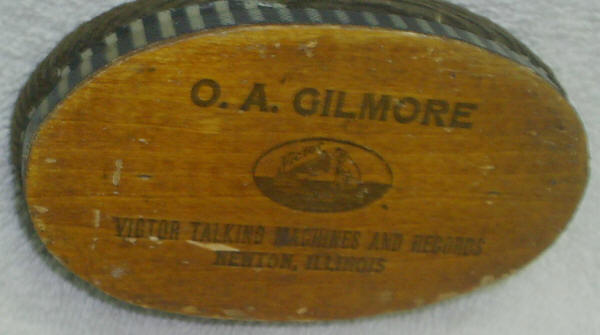 O. A. GILMORE
VICTOR TALKING MACHINES AND RECORDS
NEWTON, ILLINOIS